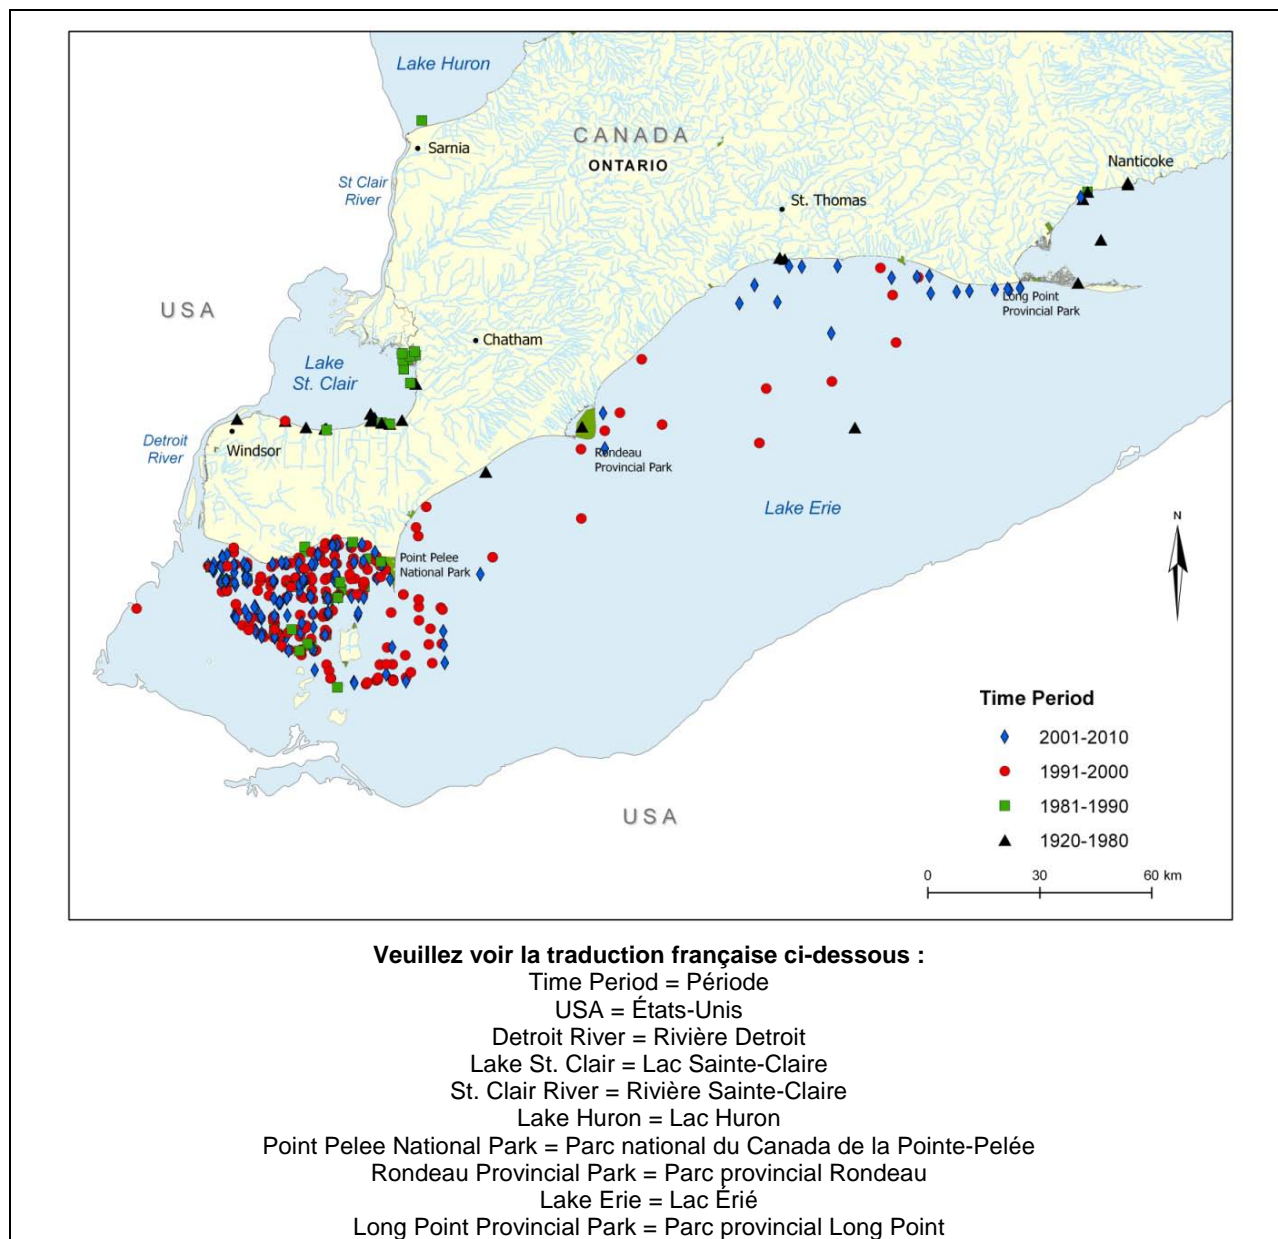 Lake Huron
CANADA
ONTARIO
Sarnia
Nanticoke
St Clair
River
St. Thomas
USA
Long Point
Provincial Park
Chatham
Lake
St. Clair
Detroit
River
Windsor
Rondeau
Provincial Park
Lake Erie
N
Point Pelee
National Park
Time Period
2001-2010
1991-2000
1981-1990
1920-1980
USA
0 30 60 km
Veuillez voir la traduction française ci-dessous :
Time Period = Période
USA = États-Unis
Detroit River = Rivière Detroit
Lake St. Clair = Lac Sainte-Claire
St. Clair River = Rivière Sainte-Claire
Lake Huron = Lac Huron
Point Pelee National Park = Parc national du Canada de la Pointe-Pelée
Rondeau Provincial Park = Parc provincial Rondeau
Lake Erie = Lac Érié
Long Point Provincial Park = Parc provincial Long Point